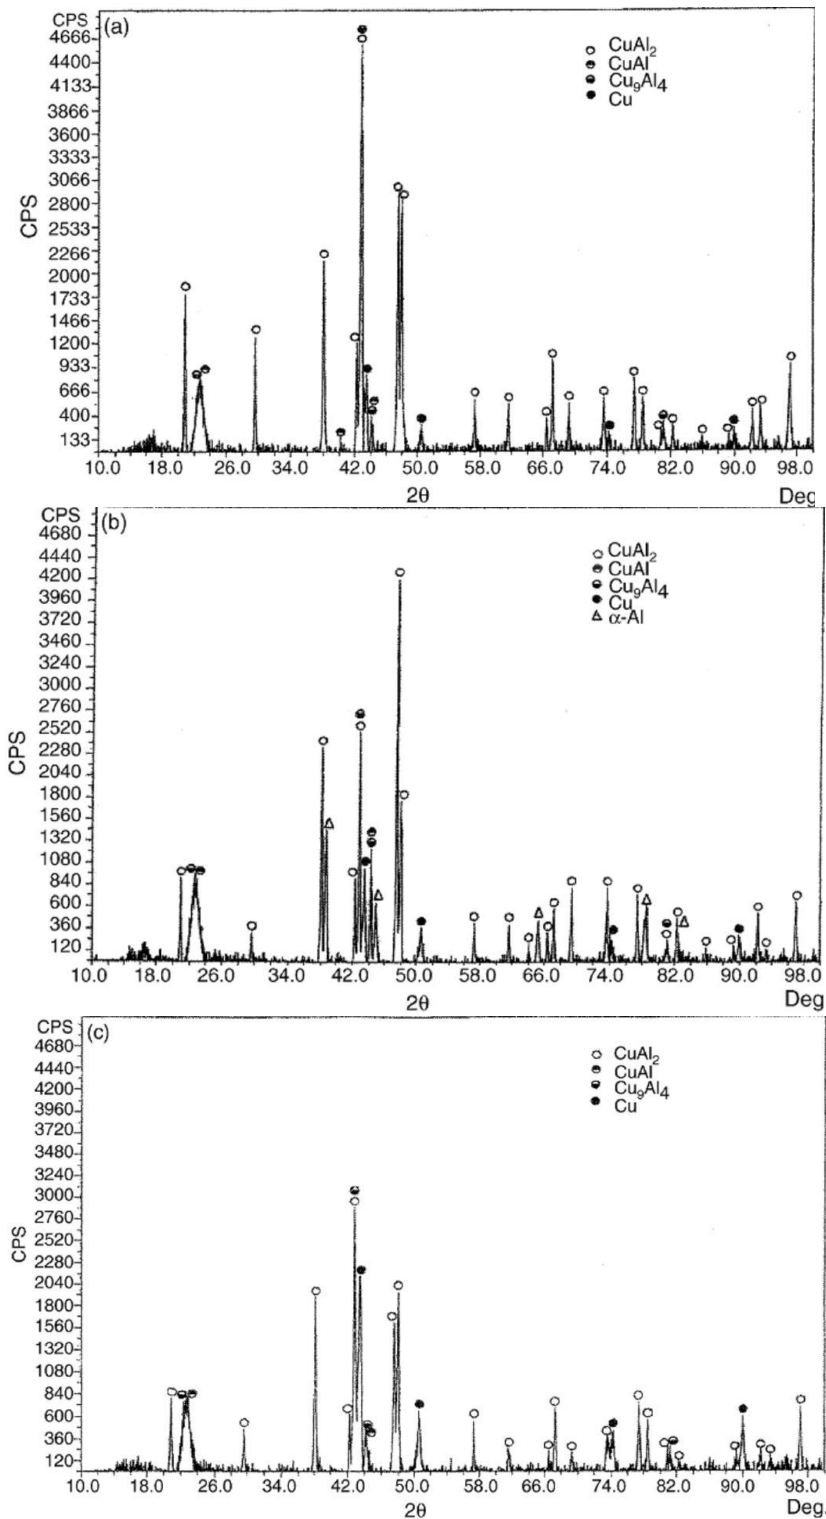 CPS
(a)
4666
4400
4133
3866
3600
3333
3066
2800
2533
2266
2000
1733
1466
1200
933
666
400
133
CPS
CuAl2
CuAl
Cu9Al4
Cu
10.0 18.0 26.0 34.0 42.0 50.0 58.0 66.0 74.0 82.0 90.0 98.0
2θ
Deg
CPS
(b)
4680
4440
4200
3960
3720
3480
3240
3000
2760
2520
2280
2040
1800
1560
1320
1080
840
600
360
120
CPS
CuAl2
CuAl
Cu9Al4
Cu
α-Al
10.0 18.0 26.0 34.0 42.0 50.0 58.0 66.0 74.0 82.0 90.0 98.0
2θ
Deg
CPS
(c)
4680
4440
4200
3960
3720
3480
3240
3000
2760
2520
2280
2040
1800
1560
1320
1080
840
600
360
120
CPS
CuAl2
CuAl
Cu9Al4
Cu
10.0 18.0 26.0 34.0 42.0 50.0 58.0 66.0 74.0 82.0 90.0 98.0
2θ
Deg.